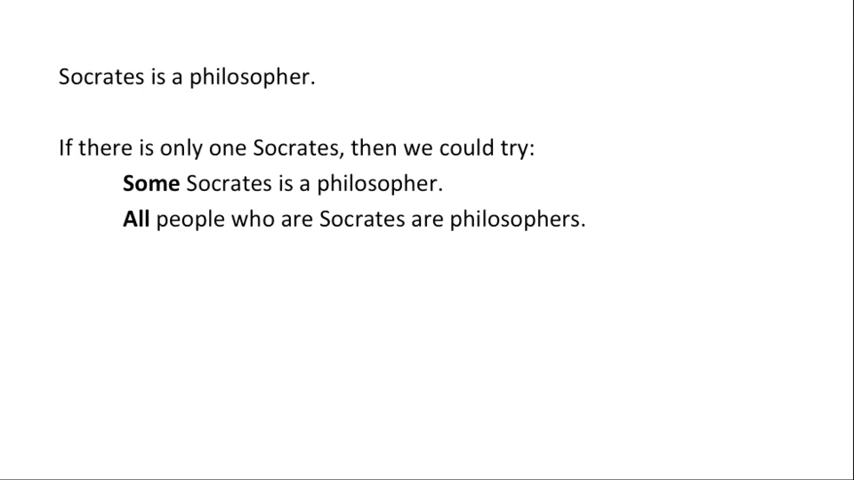 Socrates is a philosopher.
If there is only one Socrates, then we could try:
Some Socrates is a philosopher.
All people who are Socrates are philosophers.